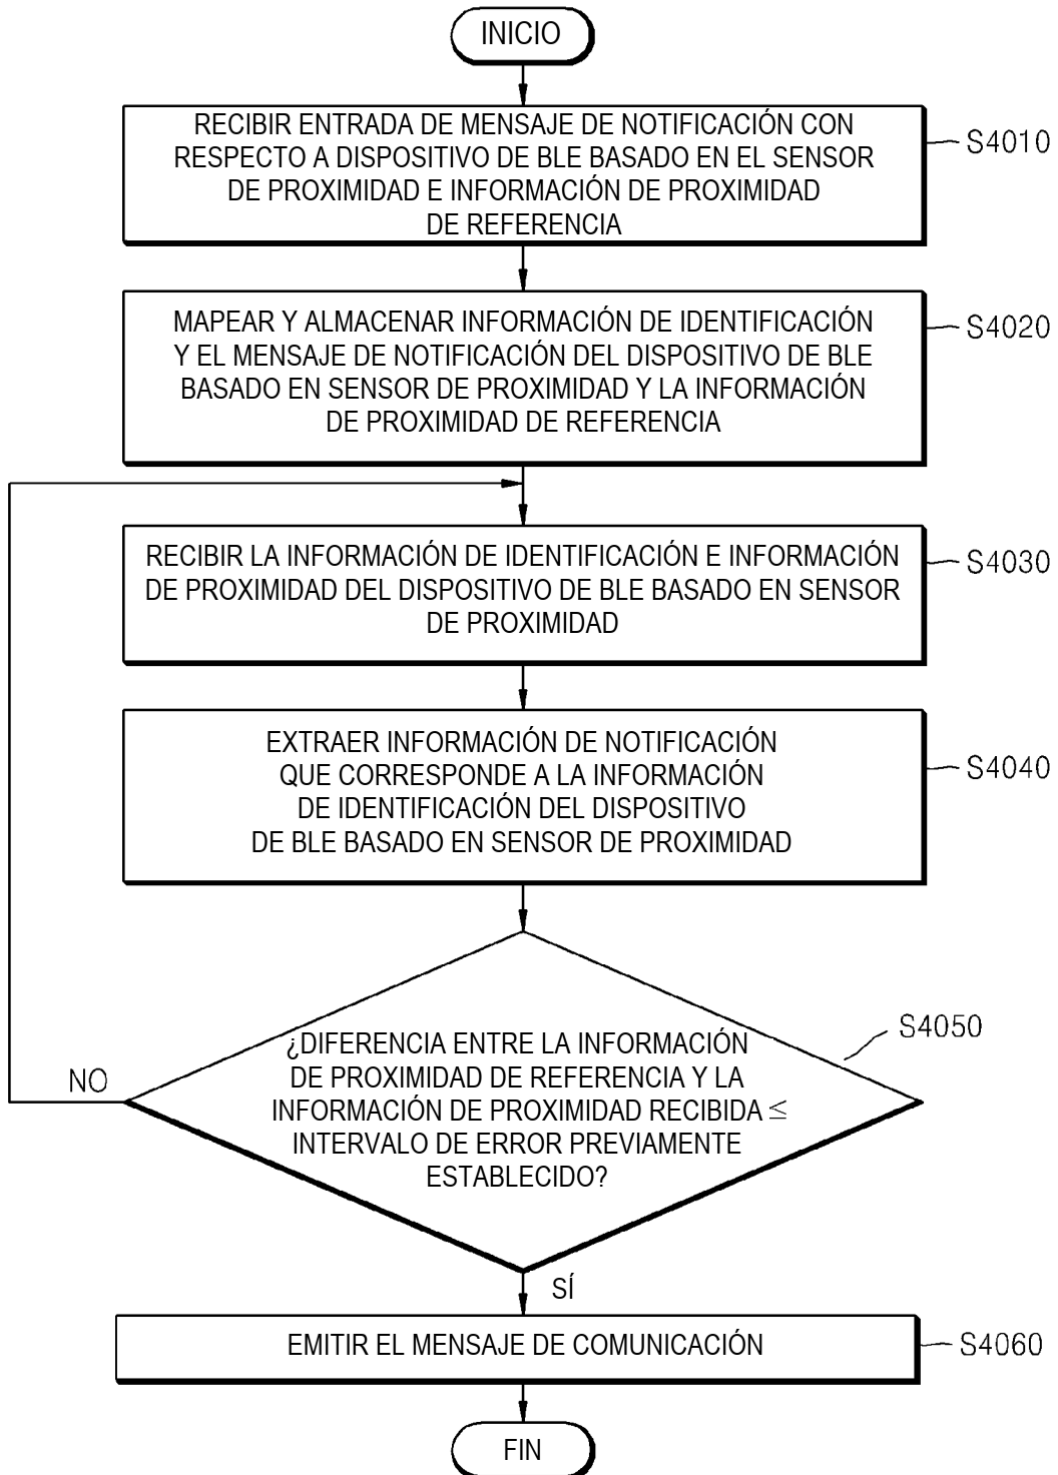 INICIO
RECIBIR ENTRADA DE MENSAJE DE NOTIFICACIÓN CON
RESPECTO A DISPOSITIVO DE BLE BASADO EN EL SENSOR
DE PROXIMIDAD E INFORMACIÓN DE PROXIMIDAD
DE REFERENCIA
S4010
MAPEAR Y ALMACENAR INFORMACIÓN DE IDENTIFICACIÓN
Y EL MENSAJE DE NOTIFICACIÓN DEL DISPOSITIVO DE BLE
BASADO EN SENSOR DE PROXIMIDAD Y LA INFORMACIÓN
DE PROXIMIDAD DE REFERENCIA
S4020
RECIBIR LA INFORMACIÓN DE IDENTIFICACIÓN E INFORMACIÓN
DE PROXIMIDAD DEL DISPOSITIVO DE BLE BASADO EN SENSOR
DE PROXIMIDAD
S4030
EXTRAER INFORMACIÓN DE NOTIFICACIÓN
QUE CORRESPONDE A LA INFORMACIÓN
DE IDENTIFICACIÓN DEL DISPOSITIVO
DE BLE BASADO EN SENSOR DE PROXIMIDAD
S4040
¿DIFERENCIA ENTRE LA INFORMACIÓN
DE PROXIMIDAD DE REFERENCIA Y LA
INFORMACIÓN DE PROXIMIDAD RECIBIDA ≤
INTERVALO DE ERROR PREVIAMENTE
ESTABLECIDO?
S4050
NO
SÍ
EMITIR EL MENSAJE DE COMUNICACIÓN
S4060
FIN